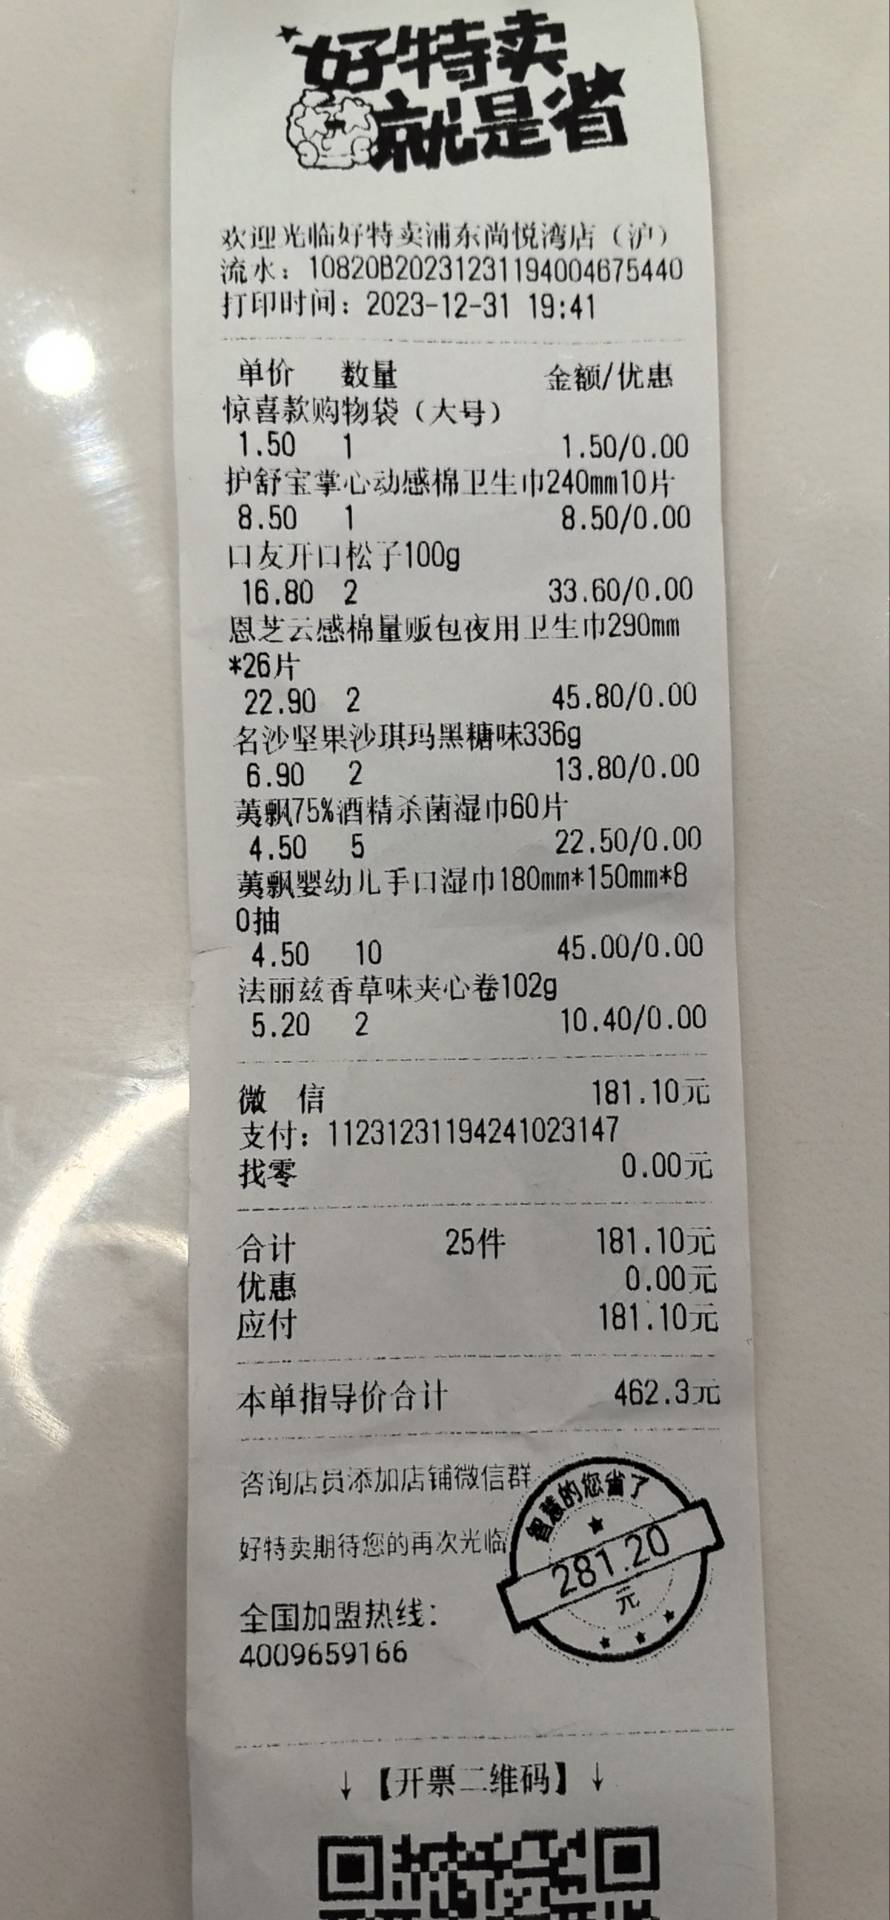 好特卖
就是省
欢迎光临好特卖浦东尚悦湾店（沪）
流水：10820B20231231194004675440
打印时间：2023-12-31 19:41
单价 数量 金额/优惠
惊喜款购物袋（大号）
1.50 1 1.50/0.00
护舒宝掌心动感棉卫生巾240mm10片
8.50 1 8.50/0.00
口友开口松子100g
16.80 2 33.60/0.00
恩芝云感棉量贩包夜用卫生巾290mm
*26片
22.90 2 45.80/0.00
名沙坚果沙琪玛黑糖味336g
6.90 2 13.80/0.00
荑飘75%酒精杀菌湿巾60片
4.50 5 22.50/0.00
荑飘婴幼儿手口湿巾180mm*150mm*8
0抽
4.50 10 45.00/0.00
法丽兹香草味夹心卷102g
5.20 2 10.40/0.00
微 信 181.10元
支付：11231231194241023147
找零 0.00元
合计 25件 181.10元
优惠 0.00元
应付 181.10元
本单指导价合计 462.3元
咨询店员添加店铺微信群
好特卖期待您的再次光临
智慧的您省了
281.20
元
全国加盟热线：
4009659166
↓【开票二维码】↓